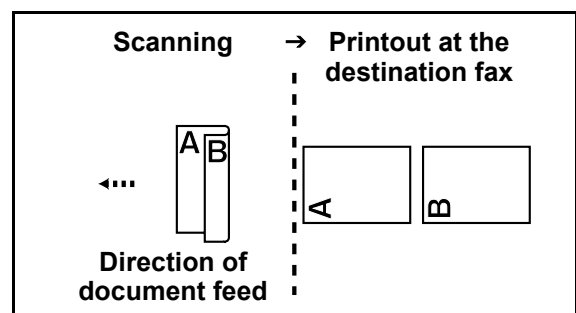 Scanning → Printout at the
destination fax
A
B
A
B
Direction of
document feed